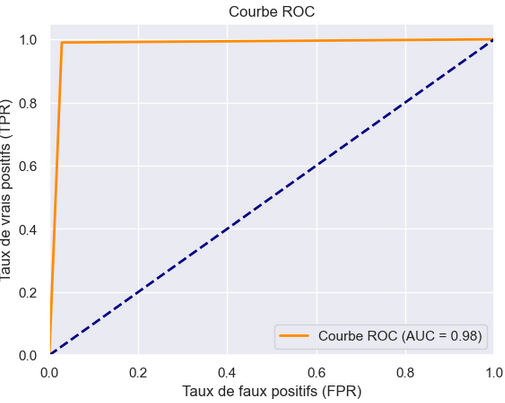 Courbe ROC
Taux de vrais positifs (TPR)
1.0
0.8
0.6
0.4
0.2
0.0
0.0 0.2 0.4 0.6 0.8 1.0
Taux de faux positifs (FPR)
Courbe ROC (AUC = 0.98)